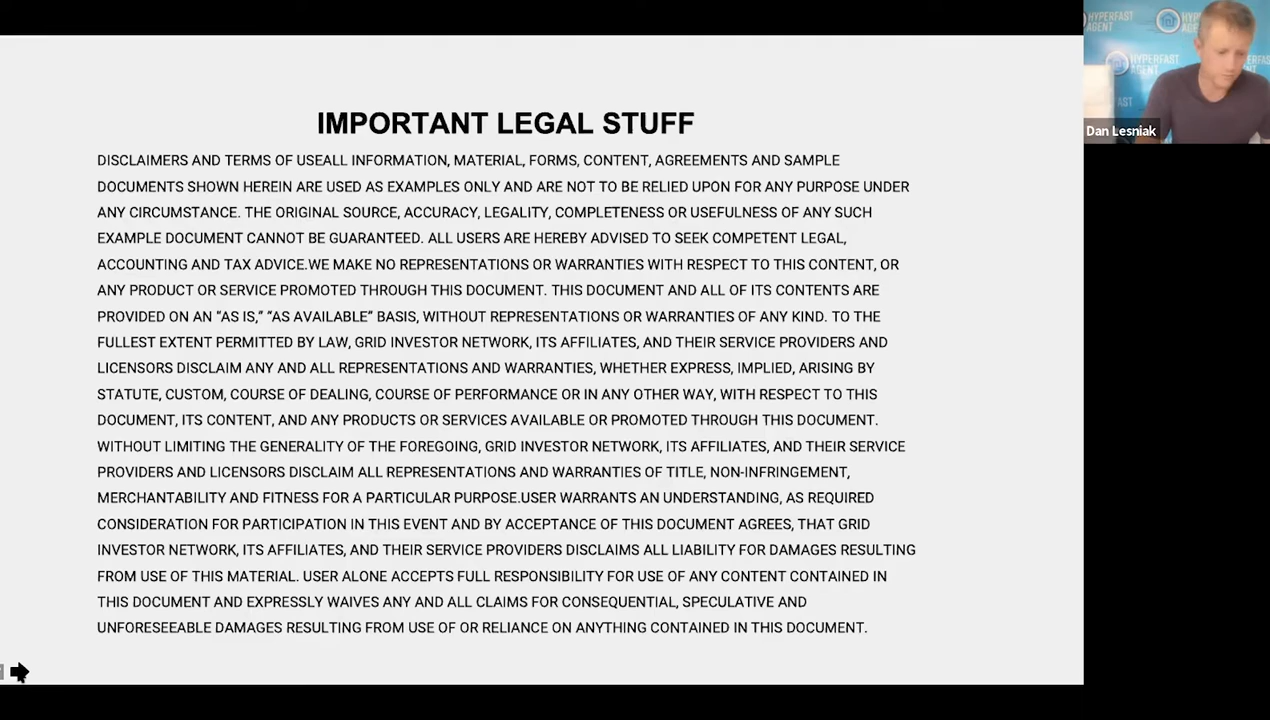 IMPORTANT LEGAL STUFF
DISCLAIMERS AND TERMS OF USEALL INFORMATION, MATERIAL, FORMS, CONTENT, AGREEMENTS AND SAMPLE
DOCUMENTS SHOWN HEREIN ARE USED AS EXAMPLES ONLY AND ARE NOT TO BE RELIED UPON FOR ANY PURPOSE UNDER
ANY CIRCUMSTANCE. THE ORIGINAL SOURCE, ACCURACY, LEGALITY, COMPLETENESS OR USEFULNESS OF ANY SUCH
EXAMPLE DOCUMENT CANNOT BE GUARANTEED. ALL USERS ARE HEREBY ADVISED TO SEEK COMPETENT LEGAL,
ACCOUNTING AND TAX ADVICE.WE MAKE NO REPRESENTATIONS OR WARRANTIES WITH RESPECT TO THIS CONTENT, OR
ANY PRODUCT OR SERVICE PROMOTED THROUGH THIS DOCUMENT. THIS DOCUMENT AND ALL OF ITS CONTENTS ARE
PROVIDED ON AN “AS IS,” “AS AVAILABLE” BASIS, WITHOUT REPRESENTATIONS OR WARRANTIES OF ANY KIND. TO THE
FULLEST EXTENT PERMITTED BY LAW, GRID INVESTOR NETWORK, ITS AFFILIATES, AND THEIR SERVICE PROVIDERS AND
LICENSORS DISCLAIM ANY AND ALL REPRESENTATIONS AND WARRANTIES, WHETHER EXPRESS, IMPLIED, ARISING BY
STATUTE, CUSTOM, COURSE OF DEALING, COURSE OF PERFORMANCE OR IN ANY OTHER WAY, WITH RESPECT TO THIS
DOCUMENT, ITS CONTENT, AND ANY PRODUCTS OR SERVICES AVAILABLE OR PROMOTED THROUGH THIS DOCUMENT.
WITHOUT LIMITING THE GENERALITY OF THE FOREGOING, GRID INVESTOR NETWORK, ITS AFFILIATES, AND THEIR SERVICE
PROVIDERS AND LICENSORS DISCLAIM ALL REPRESENTATIONS AND WARRANTIES OF TITLE, NON-INFRINGEMENT,
MERCHANTABILITY AND FITNESS FOR A PARTICULAR PURPOSE.USER WARRANTS AN UNDERSTANDING, AS REQUIRED
CONSIDERATION FOR PARTICIPATION IN THIS EVENT AND BY ACCEPTANCE OF THIS DOCUMENT AGREES, THAT GRID
INVESTOR NETWORK, ITS AFFILIATES, AND THEIR SERVICE PROVIDERS DISCLAIMS ALL LIABILITY FOR DAMAGES RESULTING
FROM USE OF THIS MATERIAL. USER ALONE ACCEPTS FULL RESPONSIBILITY FOR USE OF ANY CONTENT CONTAINED IN
THIS DOCUMENT AND EXPRESSLY WAIVES ANY AND ALL CLAIMS FOR CONSEQUENTIAL, SPECULATIVE AND
UNFORESEEABLE DAMAGES RESULTING FROM USE OF OR RELIANCE ON ANYTHING CONTAINED IN THIS DOCUMENT.
HYPERFAST
AGENT
HYPERFAST
AGENT
Dan Lesniak